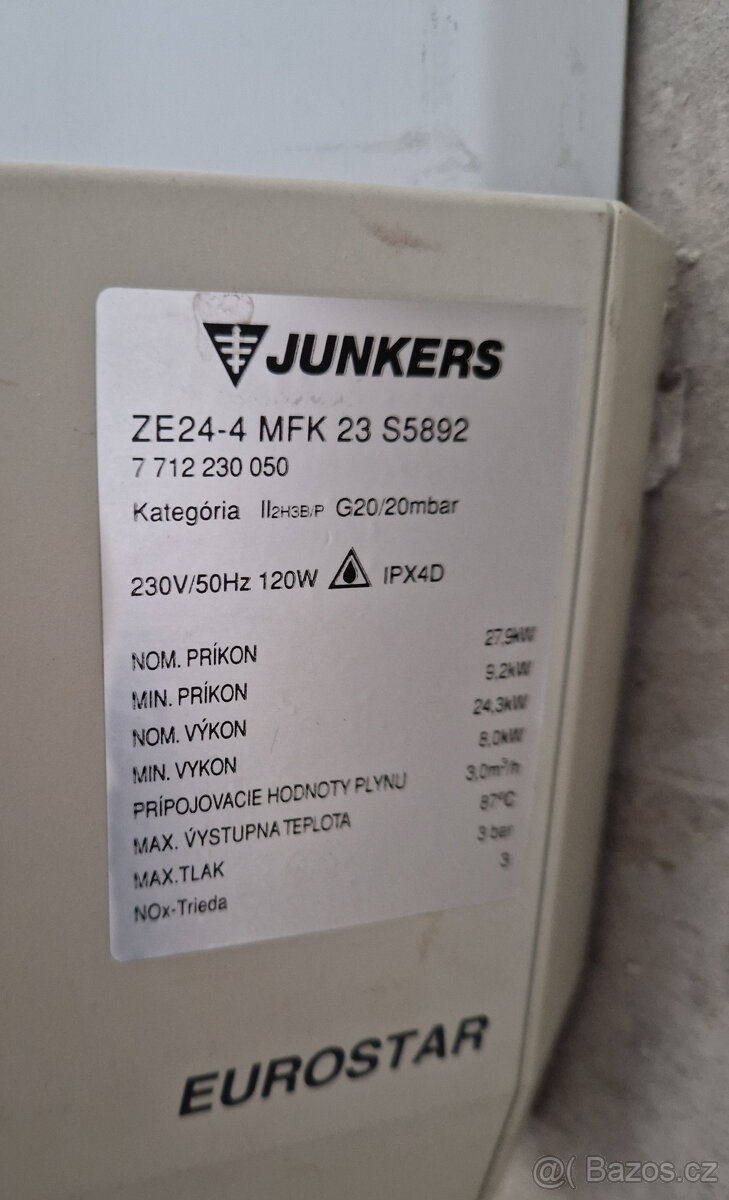 JUNKERS
ZE24-4 MFK 23 S5892
7 712 230 050
Kategória II2H3B/P G20/20mbar
230V/50Hz 120W IPX4D
NOM. PRÍKON 27,9kW
MIN. PRÍKON 9,2kW
NOM. VÝKON 24,3kW
MIN. VYKON 8,0kW
PRÍPOJOVACIE HODNOTY PLYNU 3,0m³/h
MAX. VÝSTUPNA TEPLOTA 87ºC
MAX.TLAK 3 bar
NOx-Trieda 3
EUROSTAR
@( Bazos.cz